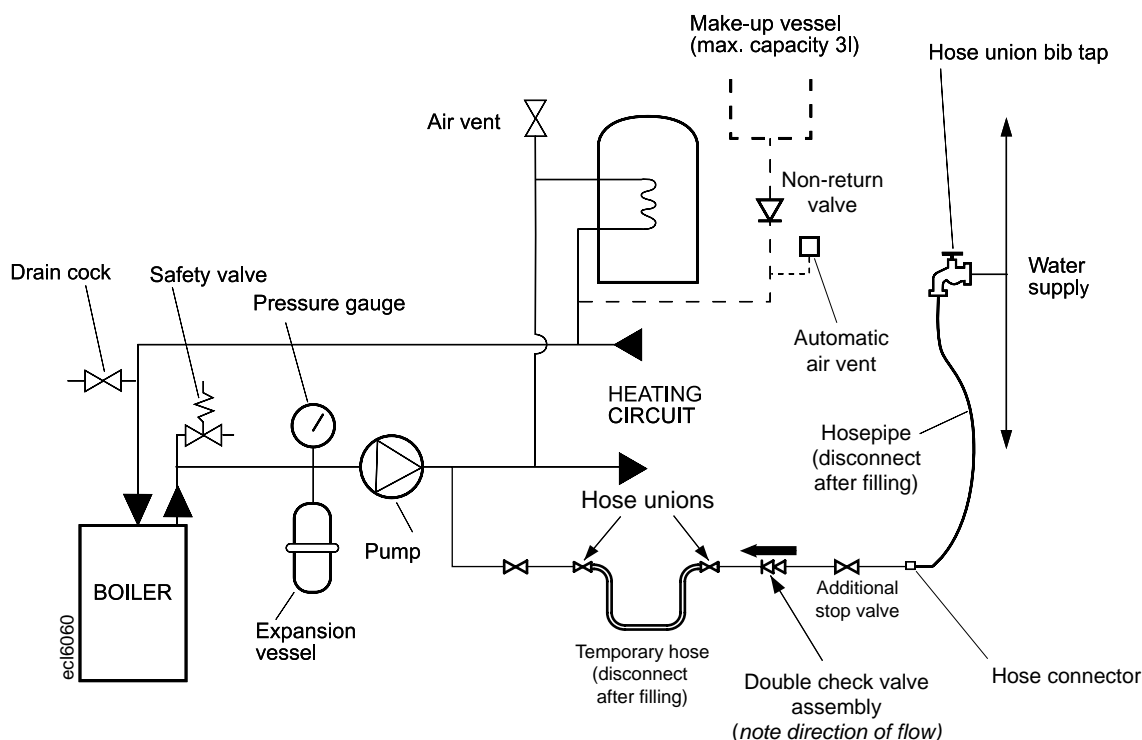 Make-up vessel
(max. capacity 3l)
Hose union bib tap
Air vent
Non-return
valve
Drain cock
Safety valve
Pressure gauge
Water
supply
Automatic
air vent
HEATING
CIRCUIT
Hosepipe
(disconnect
after filling)
Hose unions
Pump
BOILER
Additional
stop valve
Expansion
vessel
ecl6060
Temporary hose
(disconnect
after filling)
Double check valve
assembly
(note direction of flow)
Hose connector